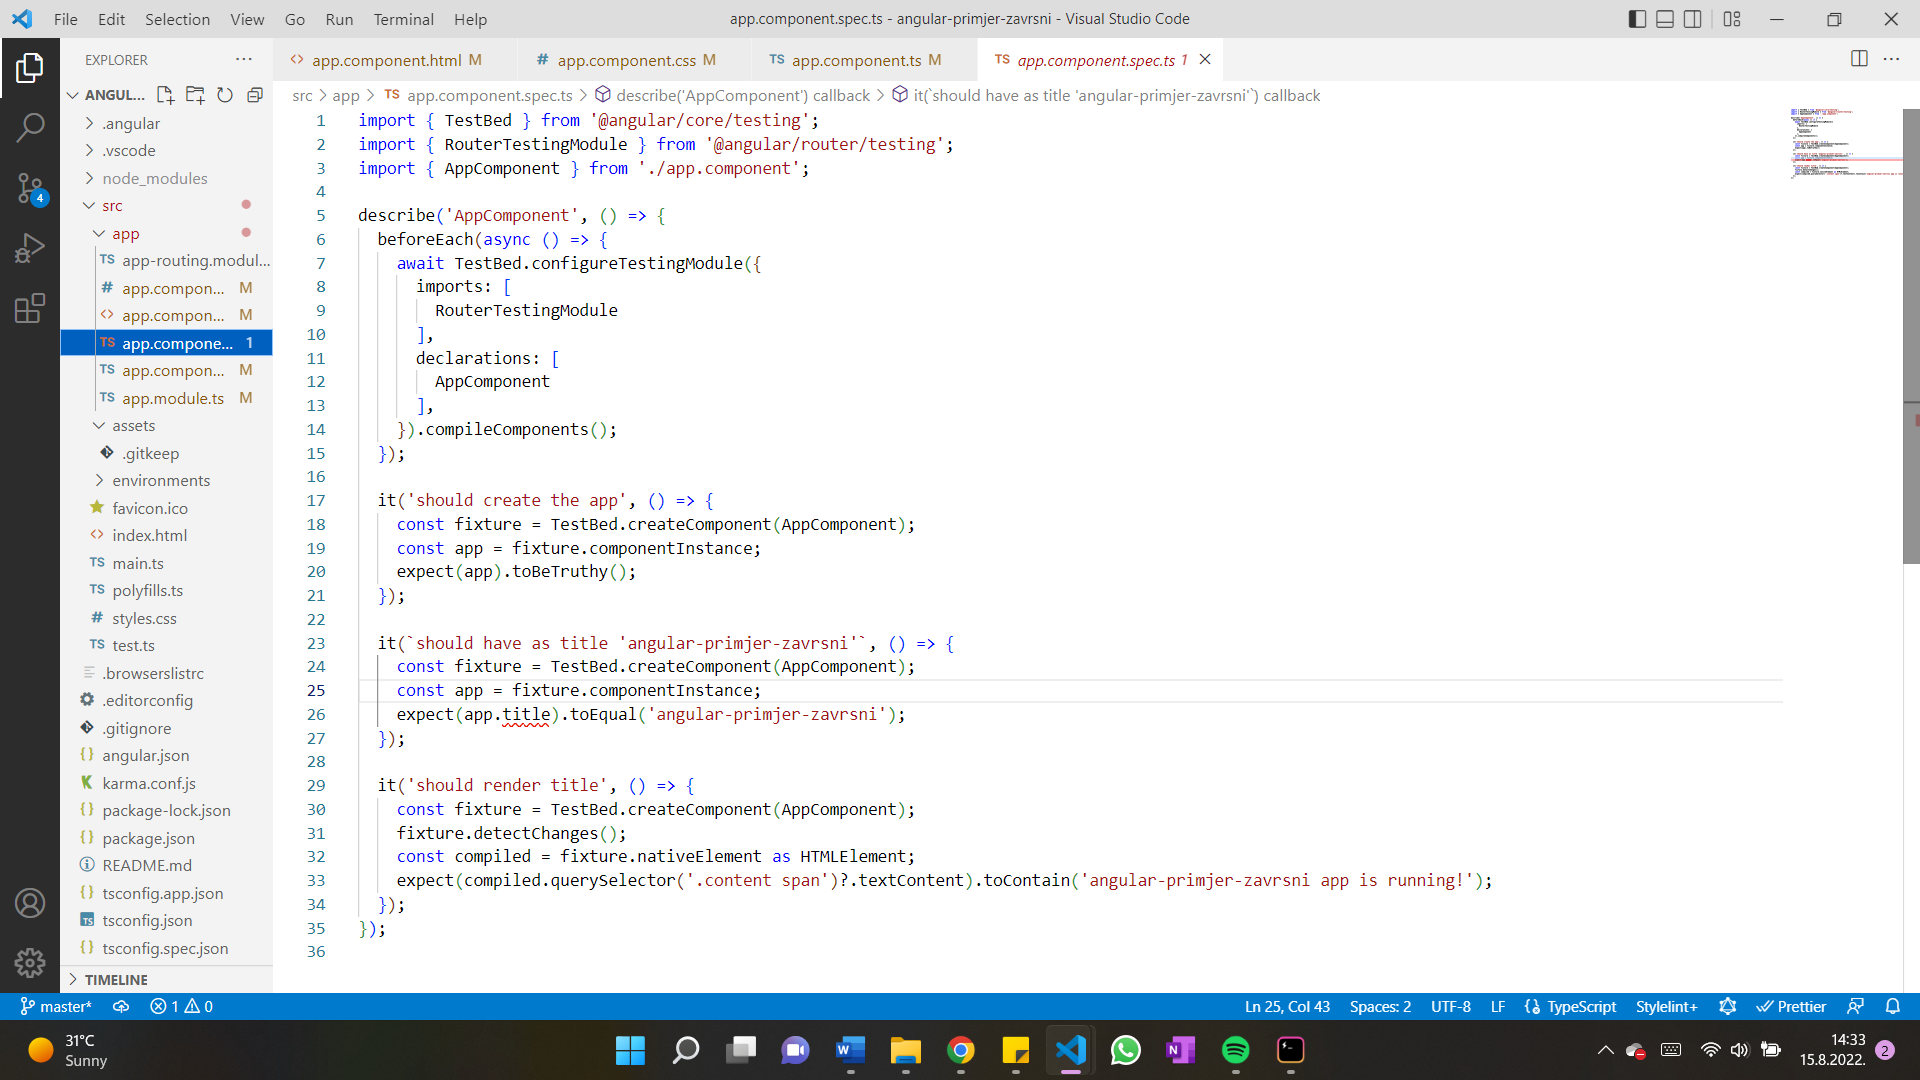 File Edit Selection View Go Run Terminal Help
app.component.spec.ts - angular-primjer-zavrsni - Visual Studio Code
EXPLORER
ANGUL...
.angular
.vscode
node_modules
src
app
TS app-routing.modul...
# app.compon... M
<> app.compon... M
TS app.compone... 1
TS app.compon... M
TS app.module.ts M
assets
.gitkeep
environments
favicon.ico
<> index.html
TS main.ts
TS polyfills.ts
# styles.css
TS test.ts
.browserslistrc
.editorconfig
.gitignore
{} angular.json
karma.conf.js
{} package-lock.json
{} package.json
README.md
{} tsconfig.app.json
TS tsconfig.json
{} tsconfig.spec.json
TIMELINE
4
<> app.component.html M
# app.component.css M
TS app.component.ts M
TS app.component.spec.ts 1
src > app > TS app.component.spec.ts > describe('AppComponent') callback > it(`should have as title 'angular-primjer-zavrsni'`) callback
1 import { TestBed } from '@angular/core/testing';
2 import { RouterTestingModule } from '@angular/router/testing';
3 import { AppComponent } from './app.component';
4
5 describe('AppComponent', () => {
6 beforeEach(async () => {
7 await TestBed.configureTestingModule({
8 imports: [
9 RouterTestingModule
10 ],
11 declarations: [
12 AppComponent
13 ],
14 }).compileComponents();
15 });
16
17 it('should create the app', () => {
18 const fixture = TestBed.createComponent(AppComponent);
19 const app = fixture.componentInstance;
20 expect(app).toBeTruthy();
21 });
22
23 it(`should have as title 'angular-primjer-zavrsni'`, () => {
24 const fixture = TestBed.createComponent(AppComponent);
25 const app = fixture.componentInstance;
26 expect(app.title).toEqual('angular-primjer-zavrsni');
27 });
28
29 it('should render title', () => {
30 const fixture = TestBed.createComponent(AppComponent);
31 fixture.detectChanges();
32 const compiled = fixture.nativeElement as HTMLElement;
33 expect(compiled.querySelector('.content span')?.textContent).toContain('angular-primjer-zavrsni app is running!');
34 });
35 });
36
master* 1 0
Ln 25, Col 43 Spaces: 2 UTF-8 LF {} TypeScript Stylelint+ Prettier
31°C
Sunny
14:33
15.8.2022.
2